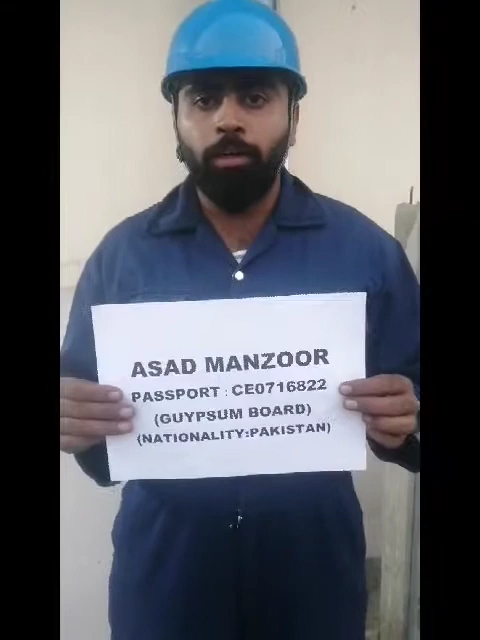 ASAD MANZOOR
PASSPORT : CE0716822
(GUYPSUM BOARD)
(NATIONALITY:PAKISTAN)